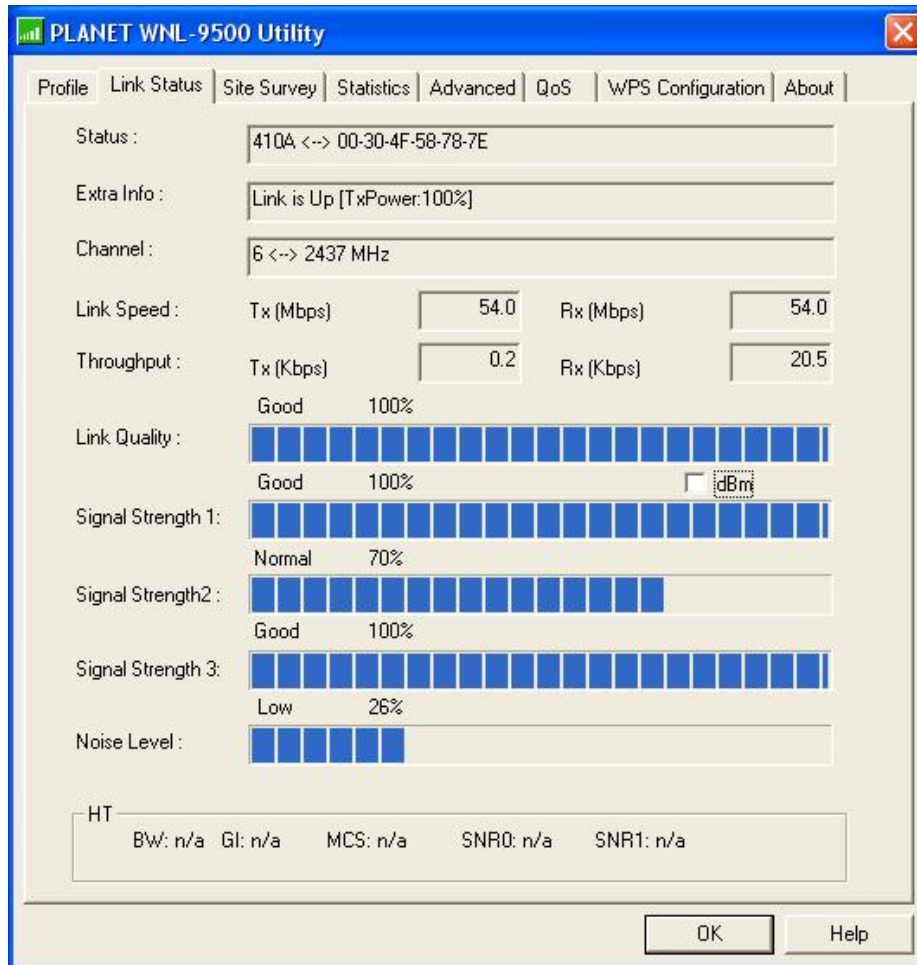 PLANET WNL-9500 Utility
Profile Link Status Site Survey Statistics Advanced QoS WPS Configuration About
Status : 410A <--> 00-30-4F-58-78-7E
Extra Info : Link is Up [TxPower:100%]
Channel : 6 <--> 2437 MHz
Link Speed : Tx (Mbps) 54.0 Rx (Mbps) 54.0
Throughput : Tx (Kbps) 0.2 Rx (Kbps) 20.5
Good 100%
Link Quality :
Good 100% dBm
Signal Strength 1:
Normal 70%
Signal Strength2 :
Good 100%
Signal Strength 3:
Low 26%
Noise Level :
HT
BW: n/a GI: n/a MCS: n/a SNR0: n/a SNR1: n/a
OK Help